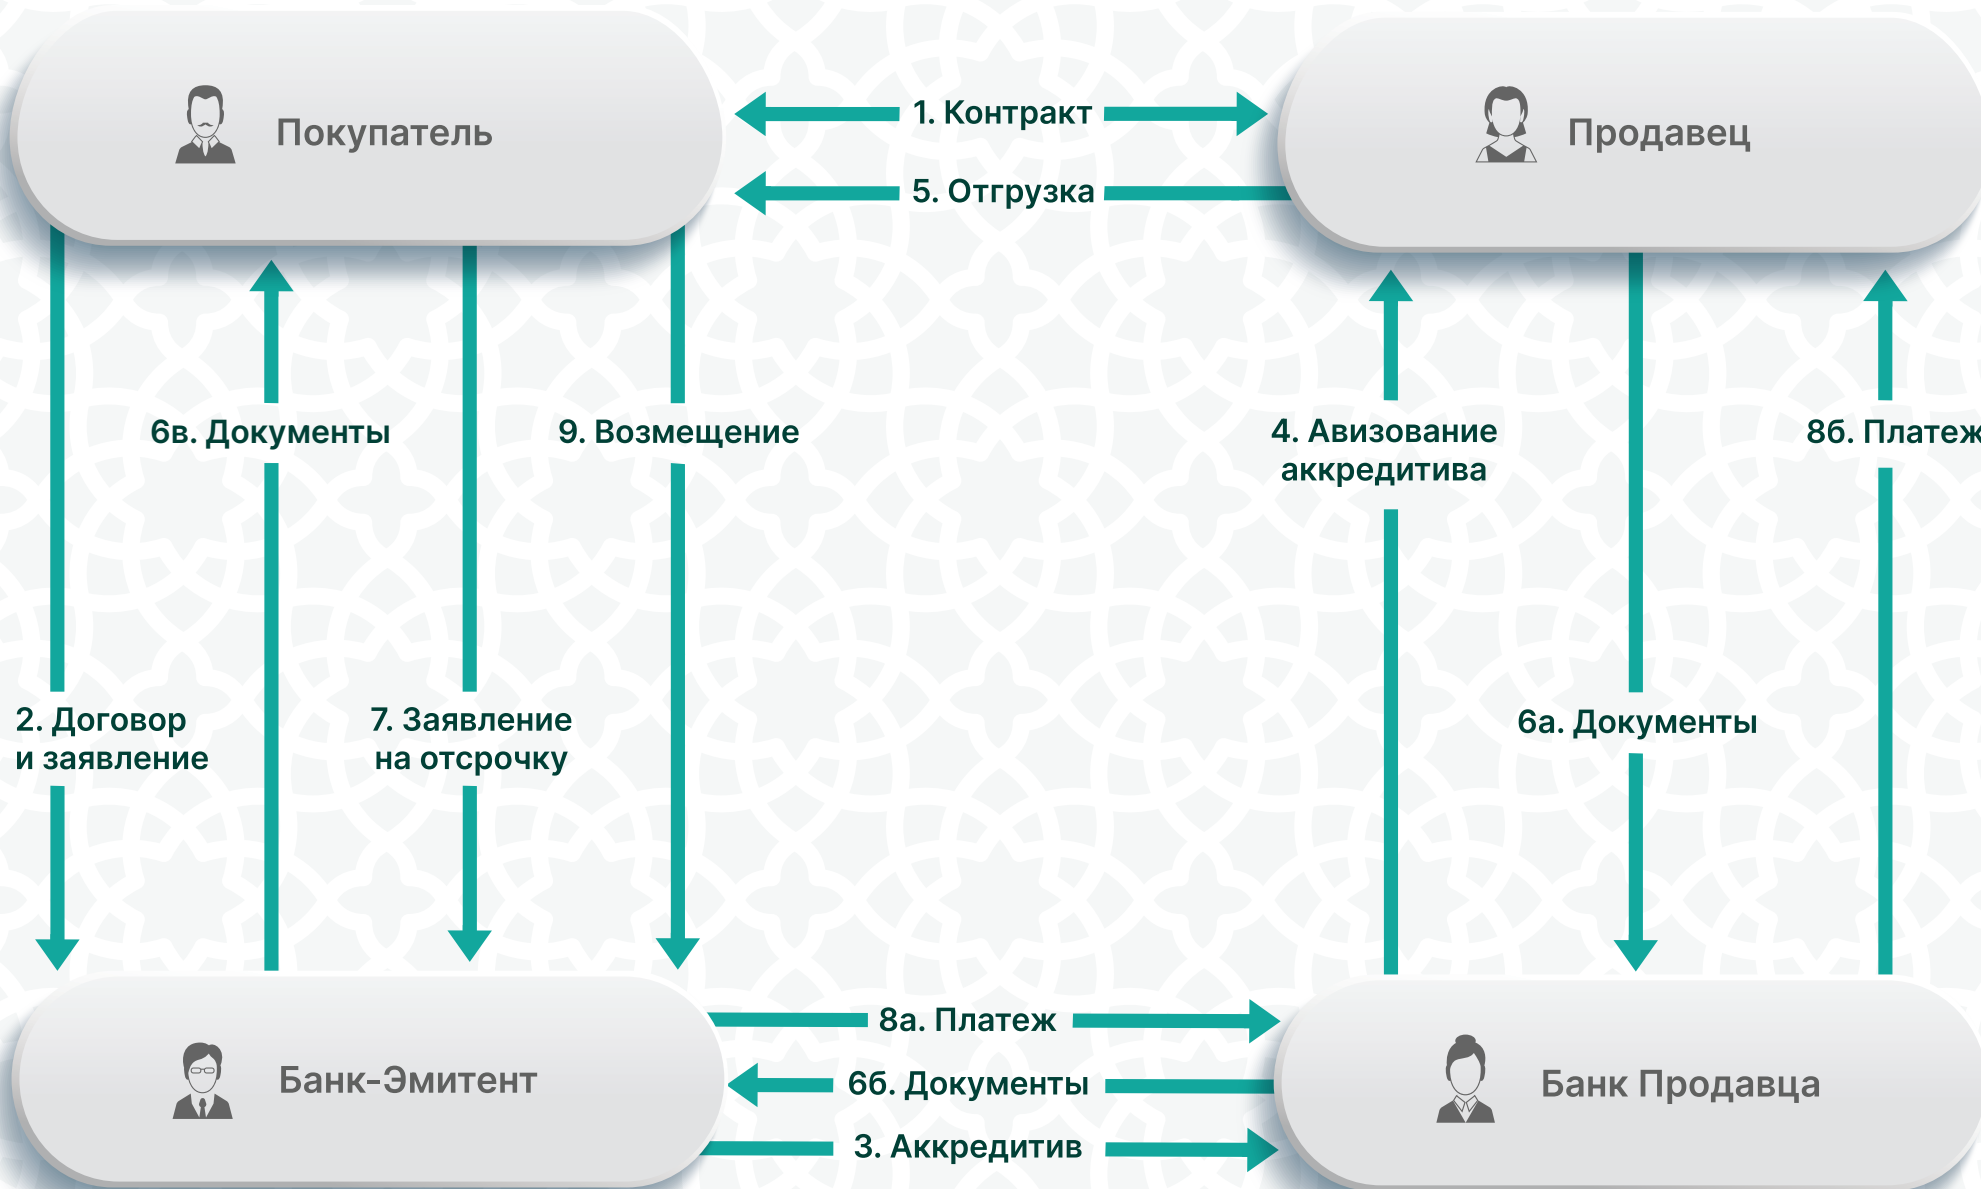 Покупатель
1. Контракт
Продавец
5. Отгрузка
6в. Документы
9. Возмещение
4. Авизование
аккредитива
8б. Платеж
2. Договор
и заявление
7. Заявление
на отсрочку
6а. Документы
8а. Платеж
Банк-Эмитент
6б. Документы
Банк Продавца
3. Аккредитив